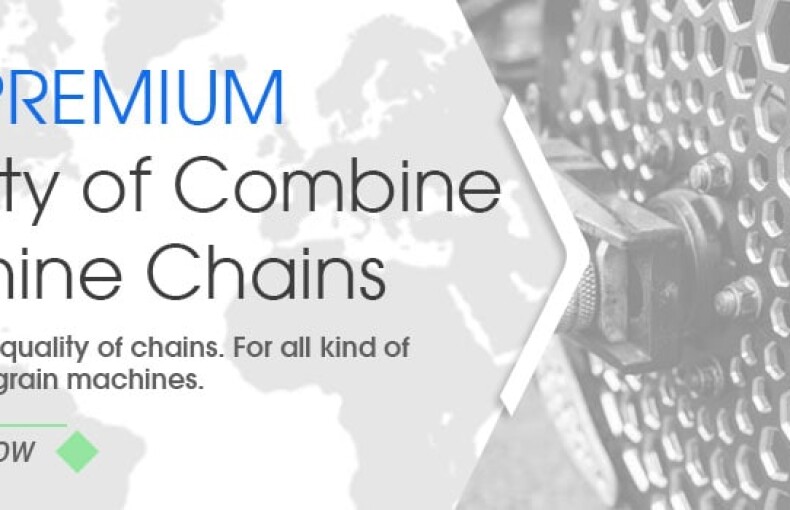 PREMIUM
ty of Combine
hine Chains
quality of chains. For all kind of
grain machines.
OW